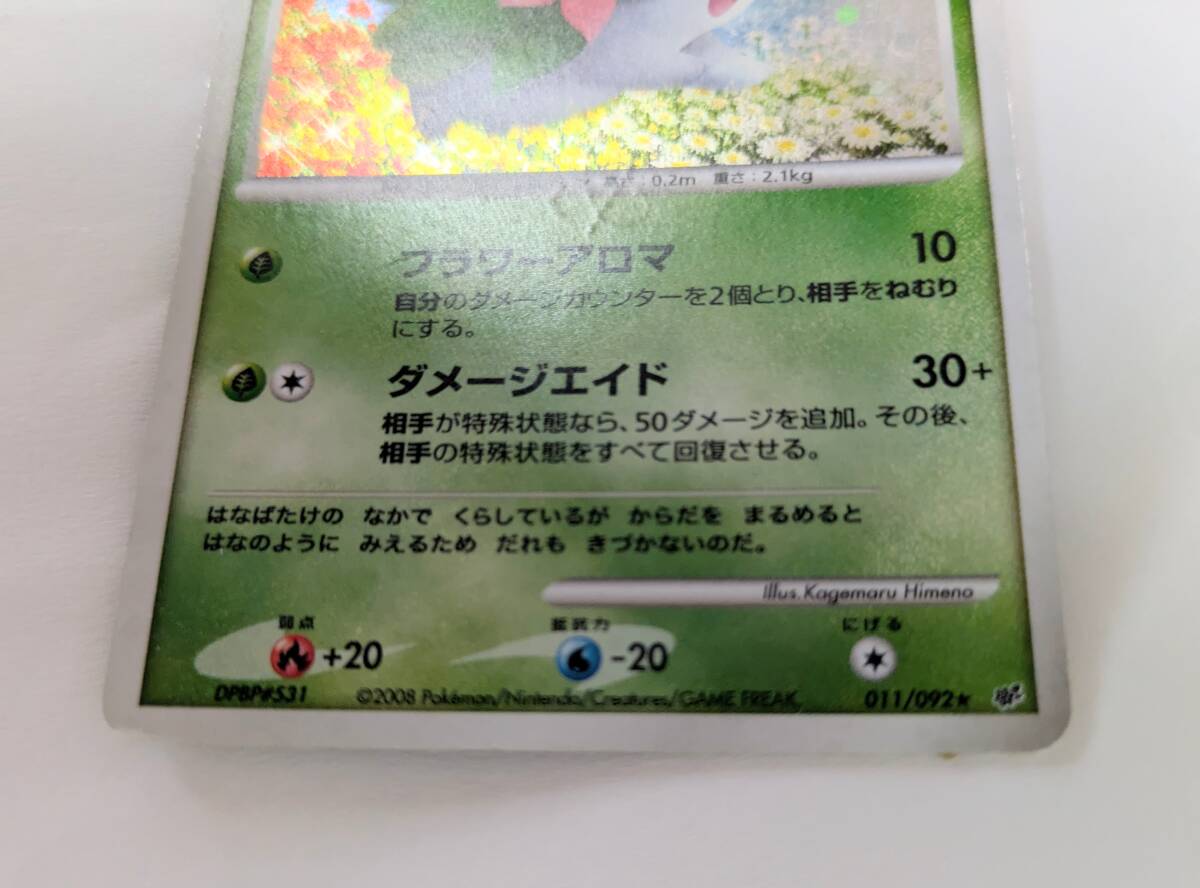 高さ：0.2m 重さ：2.1kg
フラワーアロマ 10
自分のダメージカウンターを2個とり、相手をねむり
にする。
ダメージエイド 30+
相手が特殊状態なら、50ダメージを追加。その後、
相手の特殊状態をすべて回復させる。
はなばたけの なかで くらしているが からだを まるめると
はなのように みえるため だれも きづかないのだ。
Illus. Kagemaru Himeno
弱点 抵抗力 にげる
+20 -20
DPBP#531 ©2008 Pokémon/Nintendo/Creatures/GAME FREAK. 011/092★